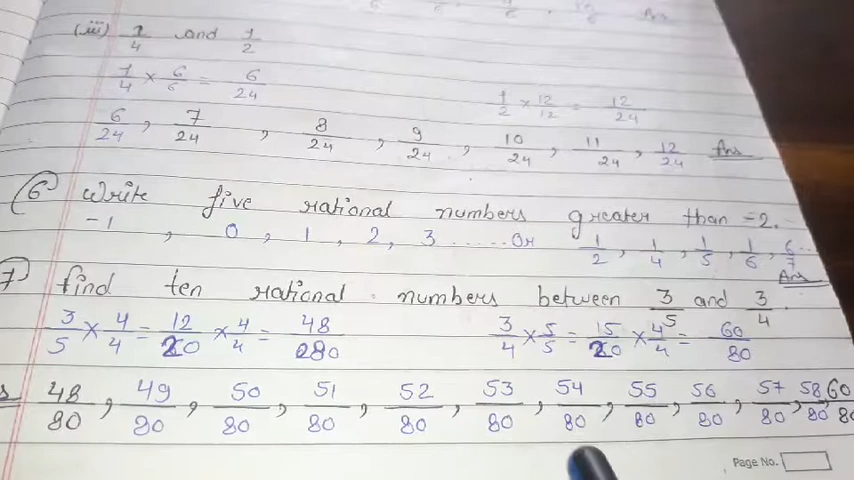 (iii) 1/4 and 1/2
1/4 × 6/6 = 6/24 1/2 × 12/12 = 12/24
6/24, 7/24, 8/24, 9/24, 10/24, 11/24, 12/24 Ans
(6) Write five rational numbers greater than -2.
-1, 0, 1, 2, 3 ...... Or 1/2, 1/4, 1/5, 1/6, 6/7 .. Ans
7) find ten rational numbers between 3/5 and 3/4.
3/5 × 4/4 = 12/20 × 4/4 = 48/80 3/4 × 5/5 = 15/20 × 4/4 = 60/80
48/80, 49/80, 50/80, 51/80, 52/80, 53/80, 54/80, 55/80, 56/80, 57/80, 58/80, 60/80
Page No.